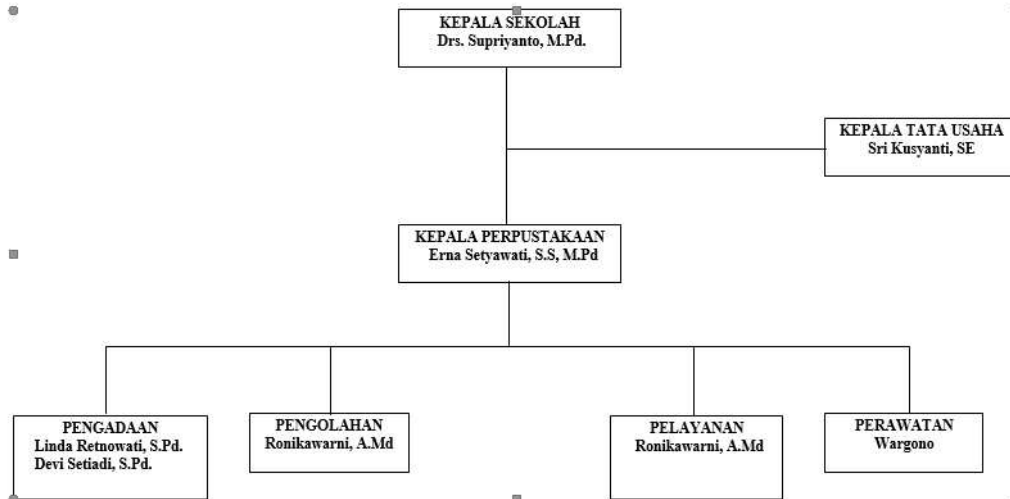 KEPALA SEKOLAH
Drs. Supriyanto, M.Pd.
KEPALA TATA USAHA
Sri Kusyanti, SE
KEPALA PERPUSTAKAAN
Erna Setyawati, S.S, M.Pd
PENGADAAN
Linda Retnowati, S.Pd.
Devi Setiadi, S.Pd.
PENGOLAHAN
Ronikawarni, A.Md
PELAYANAN
Ronikawarni, A.Md
PERAWATAN
Wargono